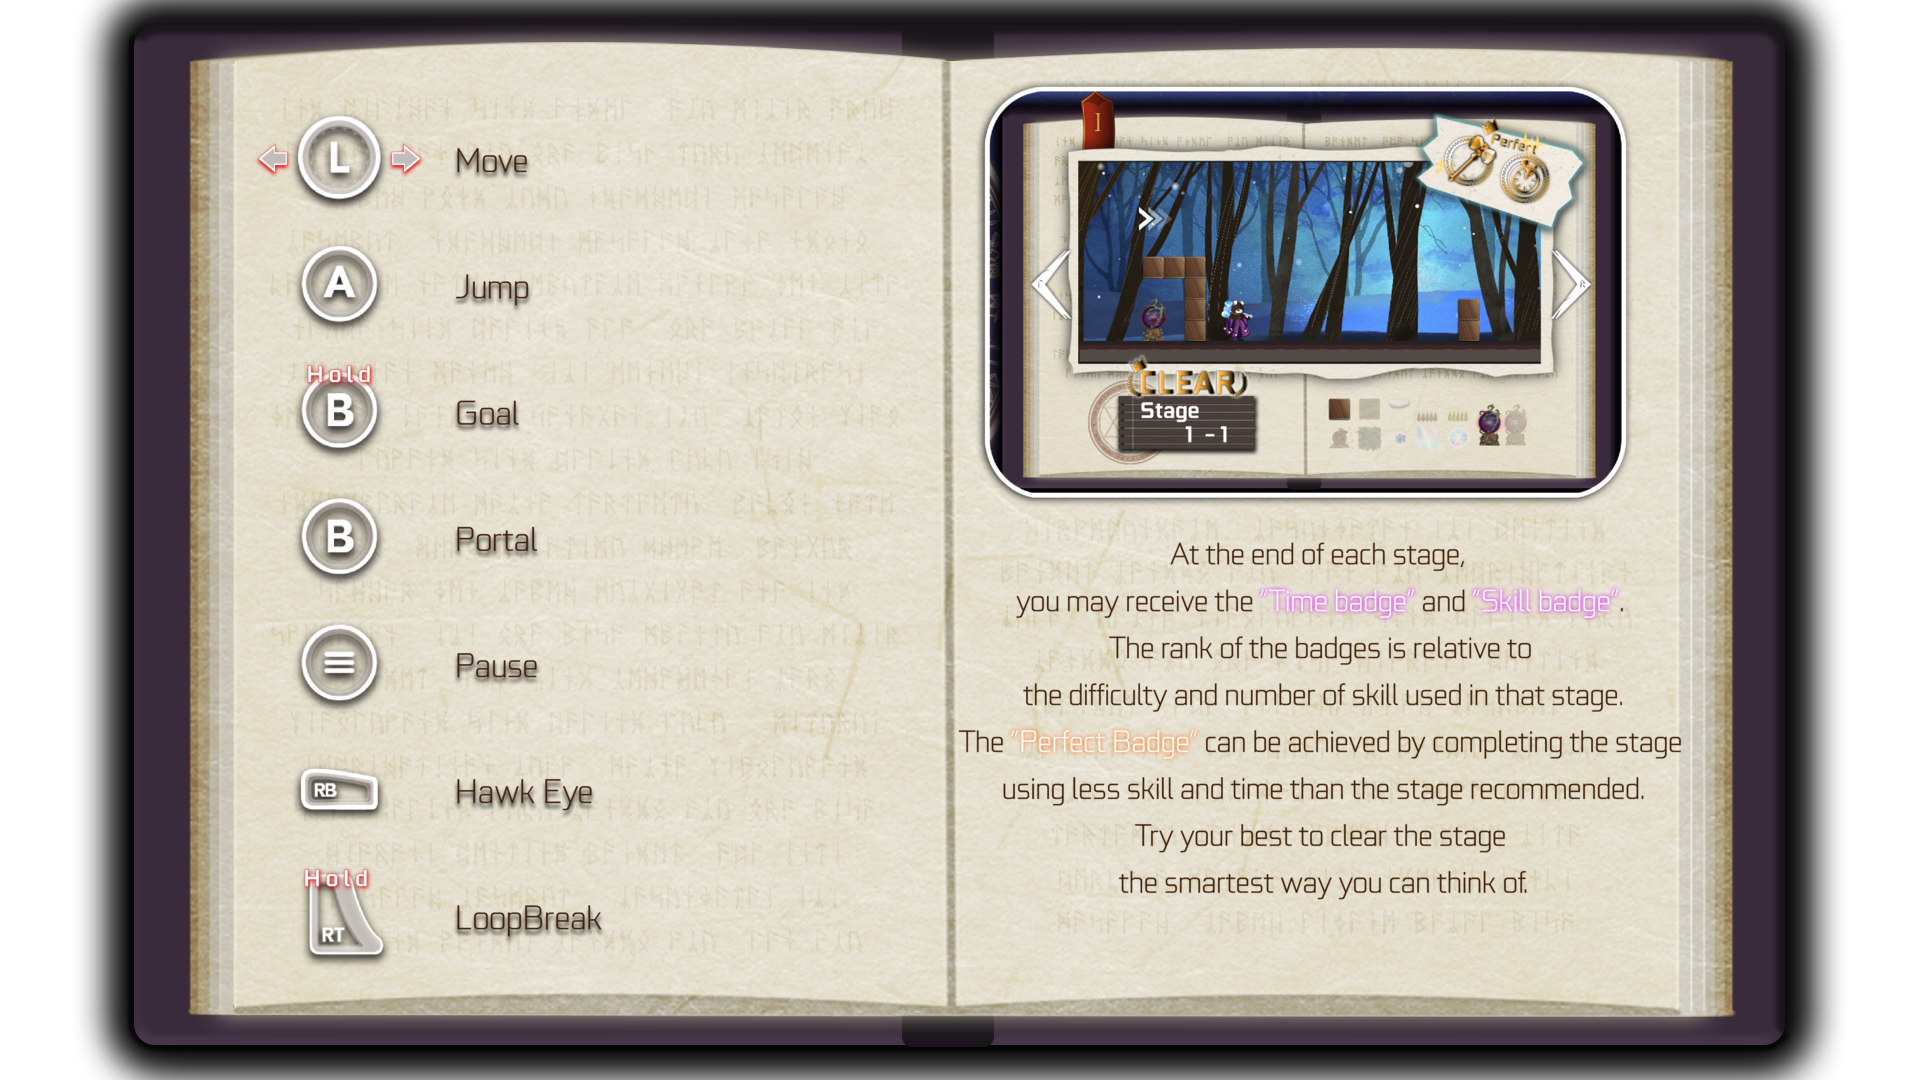 L
Move
A
Jump
Hold
B
Goal
B
Portal
Pause
RB
Hawk Eye
Hold
RT
LoopBreak
I
Perfect
CLEAR
Stage
1 - 1
At the end of each stage,
you may receive the "Time badge" and "Skill badge".
The rank of the badges is relative to
the difficulty and number of skill used in that stage.
The "Perfect Badge" can be achieved by completing the stage
using less skill and time than the stage recommended.
Try your best to clear the stage
the smartest way you can think of.